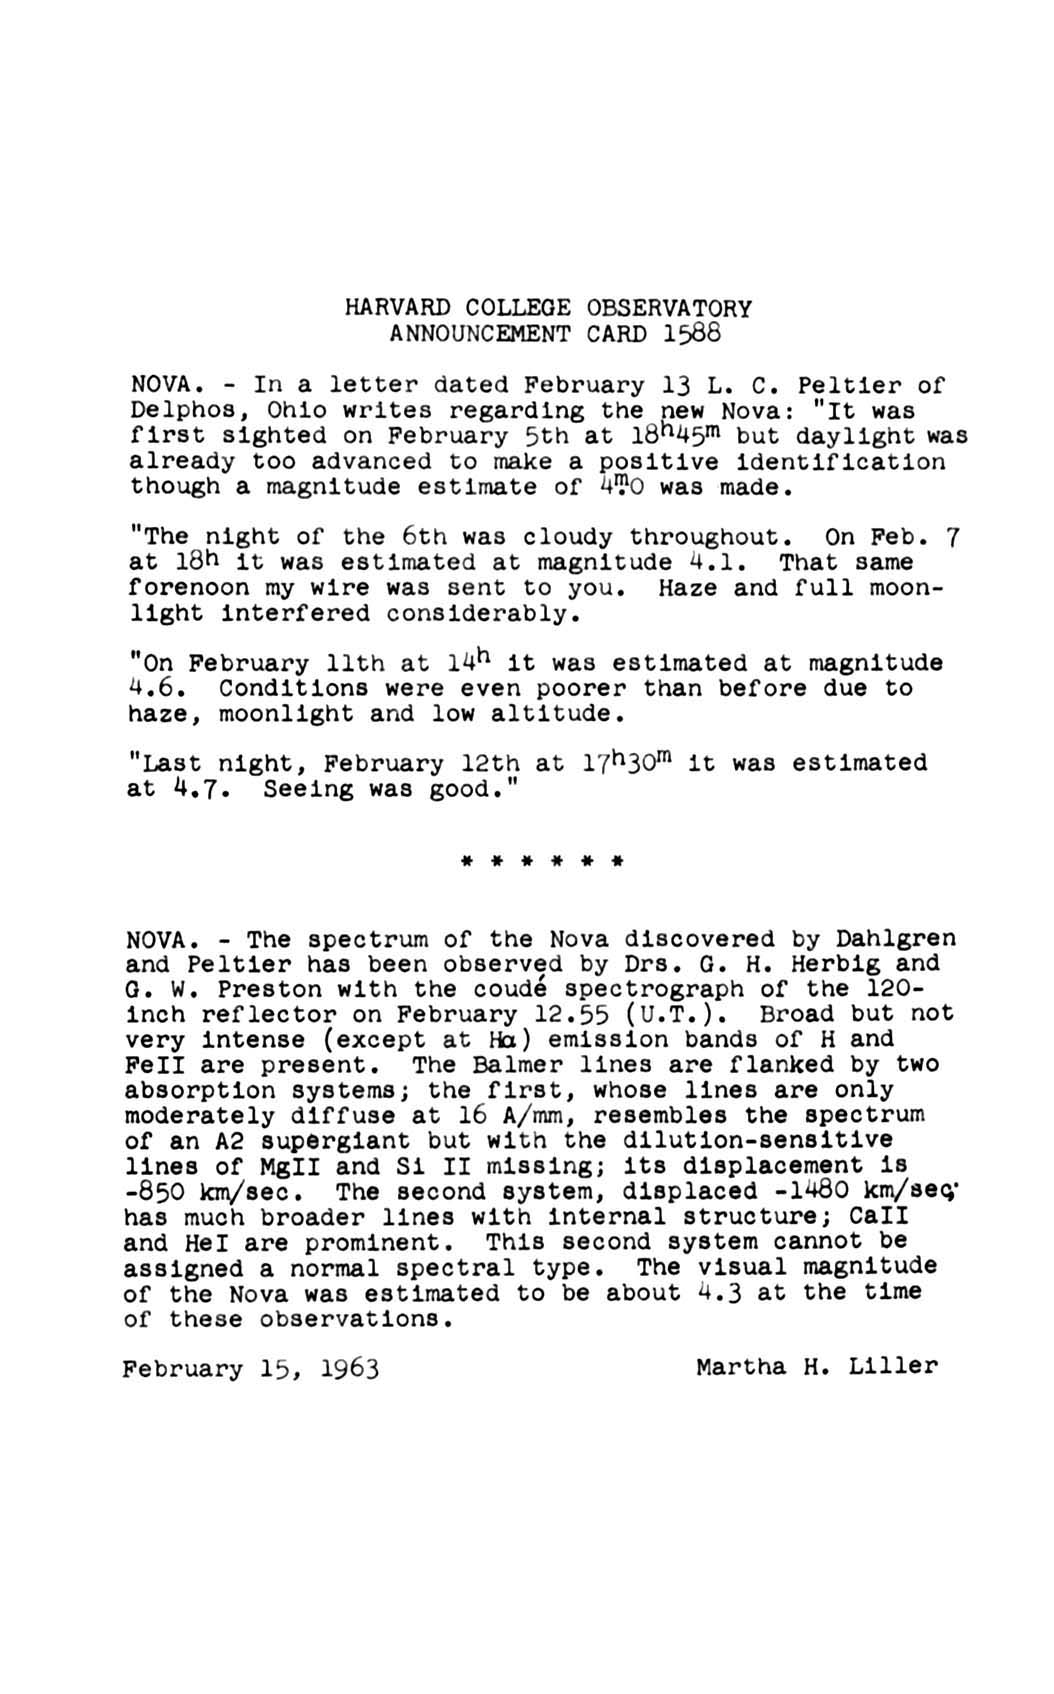 HARVARD COLLEGE OBSERVATORY
ANNOUNCEMENT CARD 1588
NOVA. - In a letter dated February 13 L. C. Peltier of
Delphos, Ohio writes regarding the new Nova: "It was
first sighted on February 5th at 18ʰ45ᵐ but daylight was
already too advanced to make a positive identification
though a magnitude estimate of 4ᵐ.0 was made.
"The night of the 6th was cloudy throughout. On Feb. 7
at 18ʰ it was estimated at magnitude 4.1. That same
forenoon my wire was sent to you. Haze and full moon-
light interfered considerably.
"On February 11th at 14ʰ it was estimated at magnitude
4.6. Conditions were even poorer than before due to
haze, moonlight and low altitude.
"Last night, February 12th at 17ʰ30ᵐ it was estimated
at 4.7. Seeing was good."
* * * * * *
NOVA. - The spectrum of the Nova discovered by Dahlgren
and Peltier has been observed by Drs. G. H. Herbig and
G. W. Preston with the coudé spectrograph of the 120-
inch reflector on February 12.55 (U.T.). Broad but not
very intense (except at Hα) emission bands of H and
FeII are present. The Balmer lines are flanked by two
absorption systems; the first, whose lines are only
moderately diffuse at 16 A/mm, resembles the spectrum
of an A2 supergiant but with the dilution-sensitive
lines of MgII and Si II missing; its displacement is
-850 km/sec. The second system, displaced -1480 km/sec,
has much broader lines with internal structure; CaII
and HeI are prominent. This second system cannot be
assigned a normal spectral type. The visual magnitude
of the Nova was estimated to be about 4.3 at the time
of these observations.
February 15, 1963 Martha H. Liller